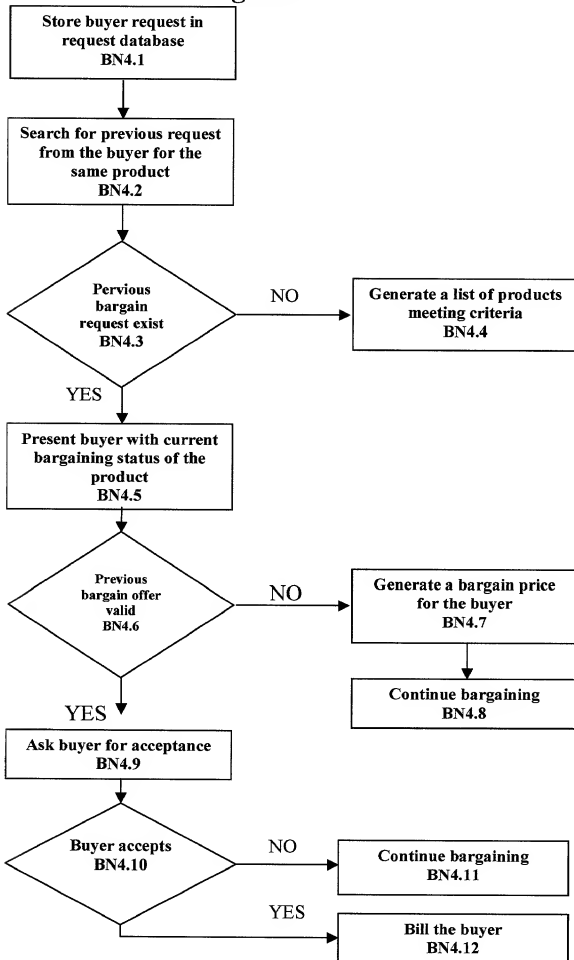 Store buyer request in
request database
BN4.1
Search for previous request
from the buyer for the
same product
BN4.2
Pervious
bargain
request exist
BN4.3
NO
Generate a list of products
meeting criteria
BN4.4
YES
Present buyer with current
bargaining status of the
product
BN4.5
Previous
bargain offer
valid
BN4.6
NO
Generate a bargain price
for the buyer
BN4.7
Continue bargaining
BN4.8
YES
Ask buyer for acceptance
BN4.9
Buyer accepts
BN4.10
NO
Continue bargaining
BN4.11
YES
Bill the buyer
BN4.12